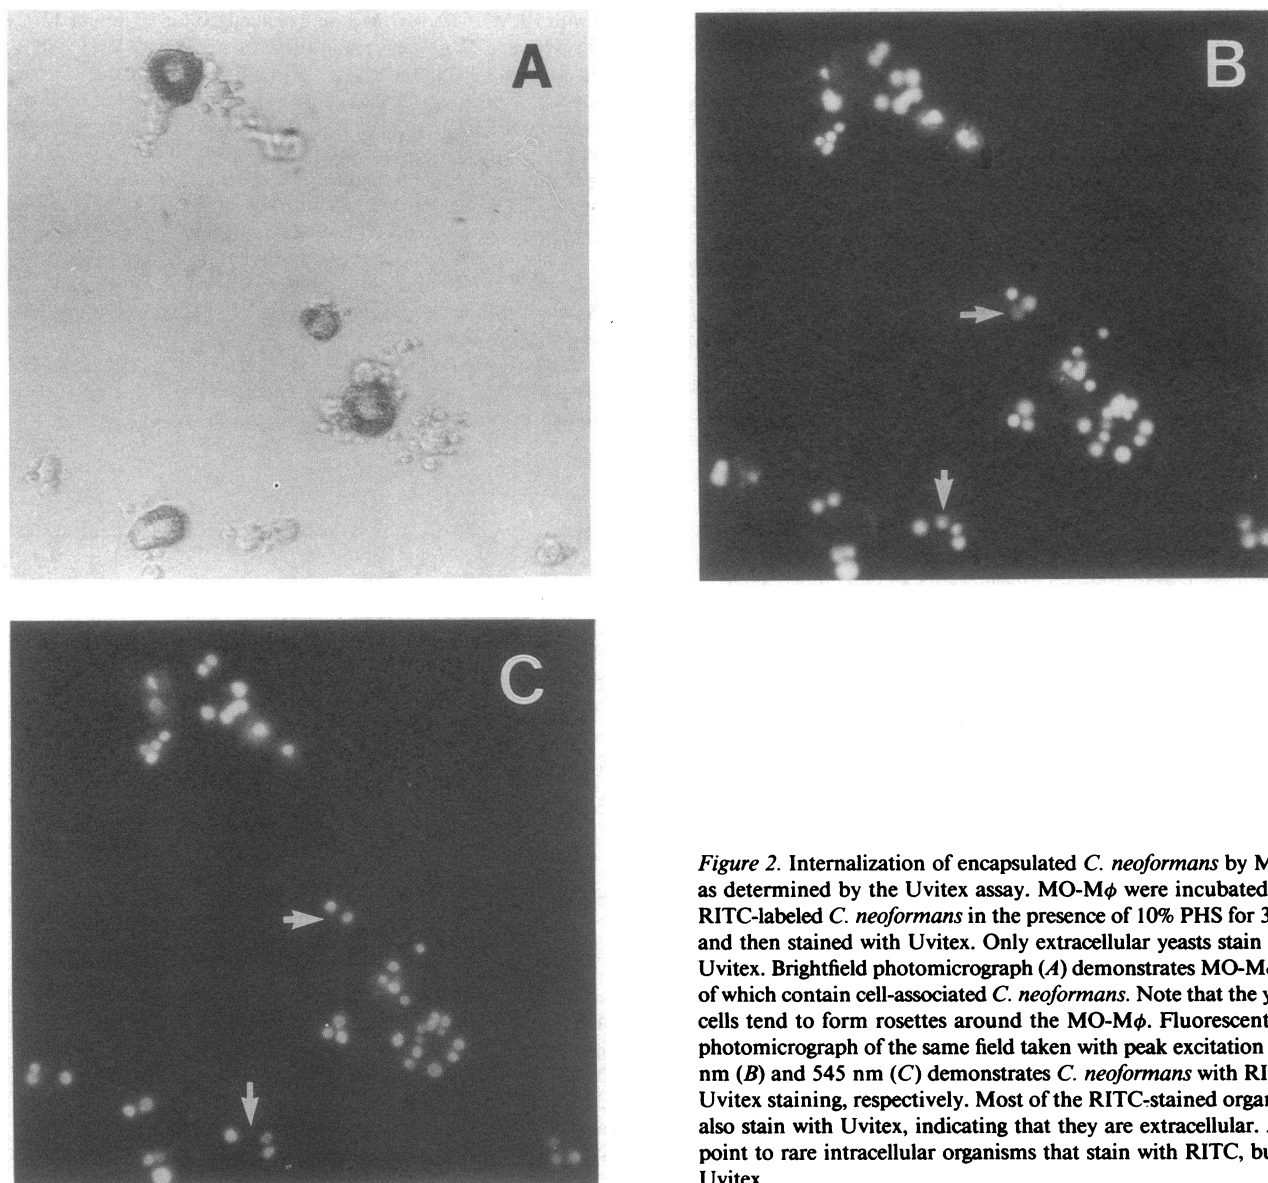 A
B
C
Figure 2. Internalization of encapsulated C. neoformans by M
as determined by the Uvitex assay. MO-Mϕ were incubated
RITC-labeled C. neoformans in the presence of 10% PHS for 3
and then stained with Uvitex. Only extracellular yeasts stain
Uvitex. Brightfield photomicrograph (A) demonstrates MO-M
of which contain cell-associated C. neoformans. Note that the y
cells tend to form rosettes around the MO-Mϕ. Fluorescent
photomicrograph of the same field taken with peak excitation
nm (B) and 545 nm (C) demonstrates C. neoformans with RI
Uvitex staining, respectively. Most of the RITC-stained organ
also stain with Uvitex, indicating that they are extracellular.
point to rare intracellular organisms that stain with RITC, bu
Uvitex